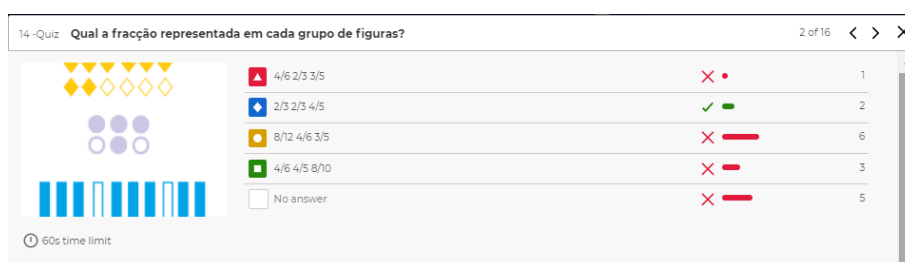 14 -Quiz Qual a fracção representada em cada grupo de figuras? 2 of 16
4/6 2/3 3/5 1
2/3 2/3 4/5 2
8/12 4/6 3/5 6
4/6 4/5 8/10 3
No answer 5
60s time limit